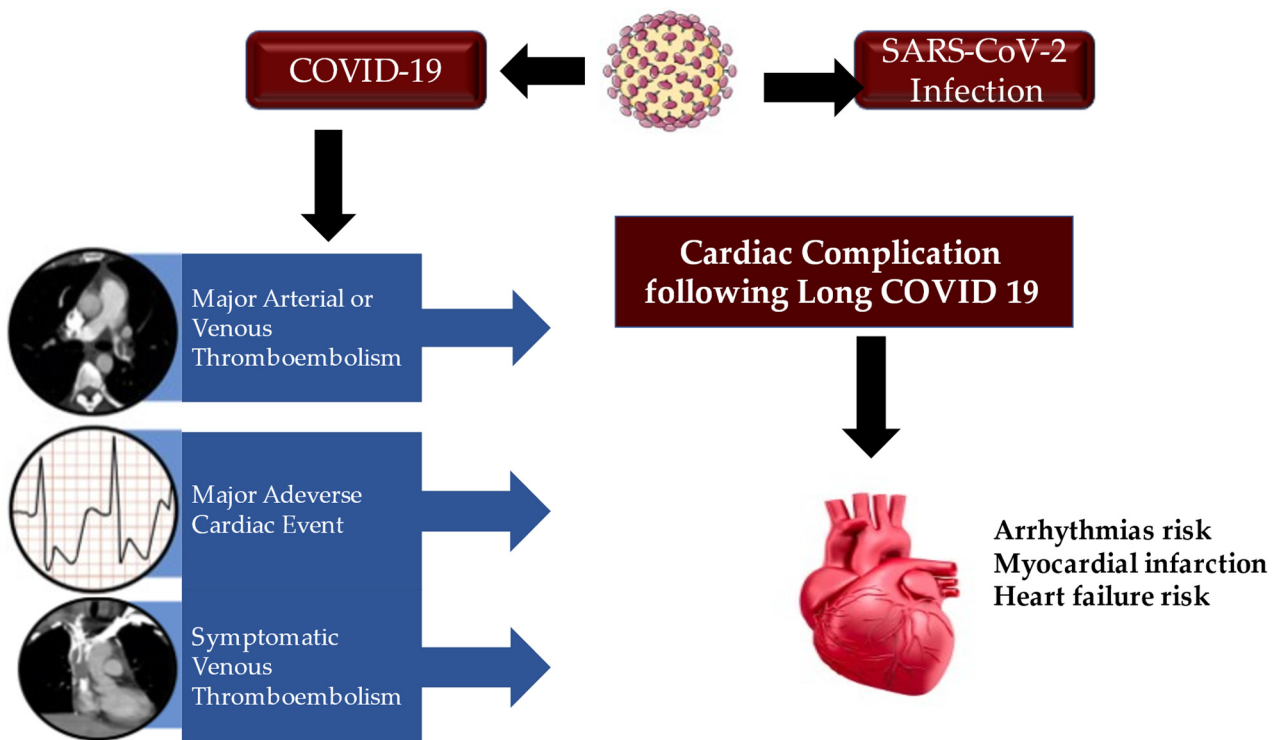 COVID-19
SARS-CoV-2
Infection
Cardiac Complication
following Long COVID 19
Major Arterial or
Venous
Thromboembolism
Major Adeverse
Cardiac Event
Symptomatic
Venous
Thromboembolism
Arrhythmias risk
Myocardial infarction
Heart failure risk